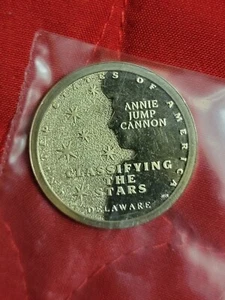 UNITED STATES OF AMERICA
ANNIE
JUMP
CANNON
CLASSIFYING
THE
STARS
DELAWARE